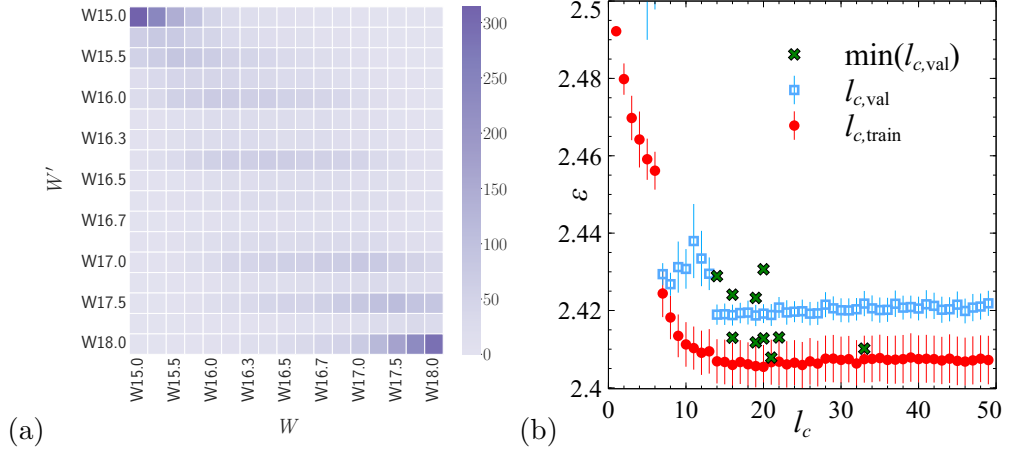 W15.0
W15.5
W16.0
W16.3
W16.5
W16.7
W17.0
W17.5
W18.0
W′
W15.0 W15.5 W16.0 W16.3 W16.5 W16.7 W17.0 W17.5 W18.0
W
300
250
200
150
100
50
0
(a)
2.5
2.48
2.46
2.44
2.42
2.4
ε
min(l_{c,val})
l_{c,val}
l_{c,train}
0 10 20 30 40 50
l_c
(b)